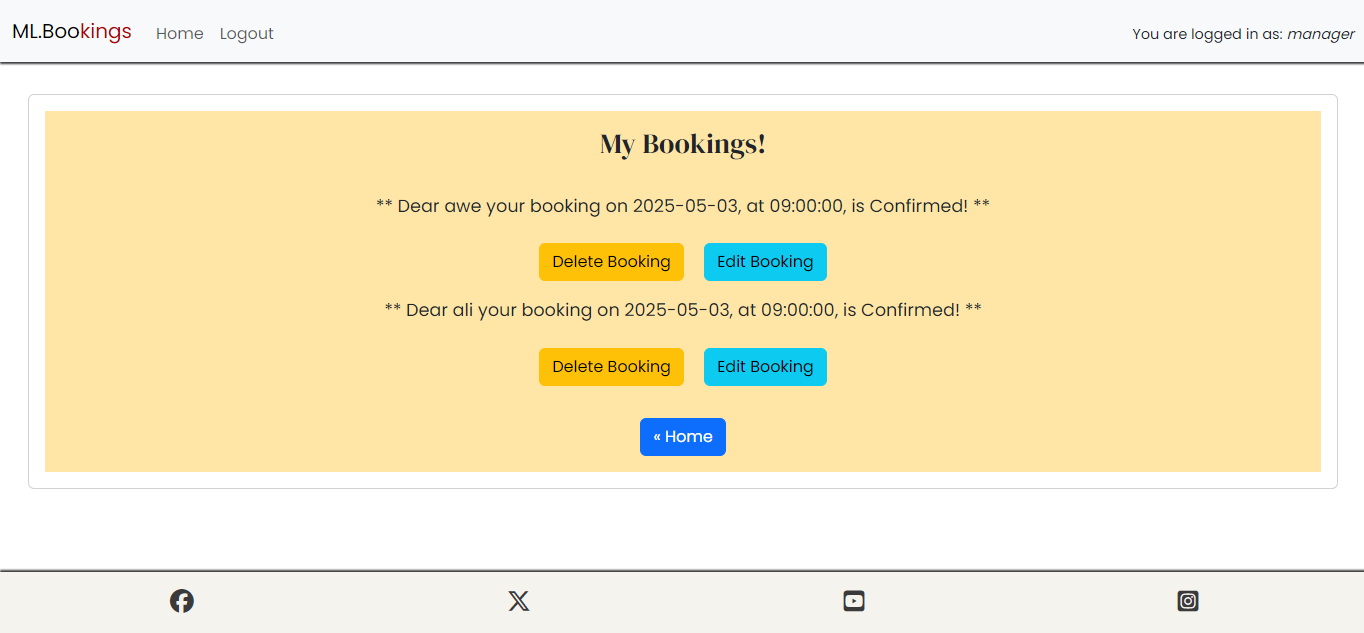 ML.Bookings Home Logout You are logged in as: manager
My Bookings!
** Dear awe your booking on 2025-05-03, at 09:00:00, is Confirmed! **
Delete Booking Edit Booking
** Dear ali your booking on 2025-05-03, at 09:00:00, is Confirmed! **
Delete Booking Edit Booking
« Home